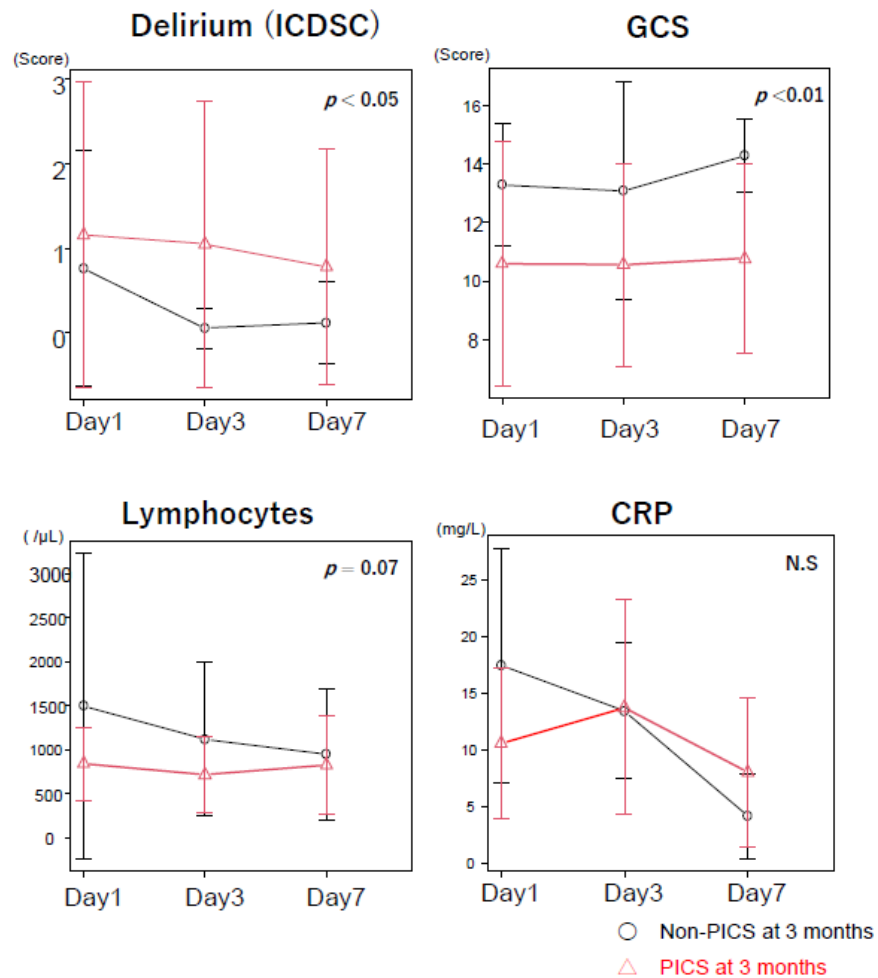 Delirium (ICDSC)
(Score)
p < 0.05
3
2
1
0
Day1 Day3 Day7
GCS
(Score)
p <0.01
16
14
12
10
8
Day1 Day3 Day7
Lymphocytes
( /µL)
p = 0.07
3000
2500
2000
1500
1000
500
0
Day1 Day3 Day7
CRP
(mg/L)
N.S
25
20
15
10
5
0
Day1 Day3 Day7
Non-PICS at 3 months
PICS at 3 months